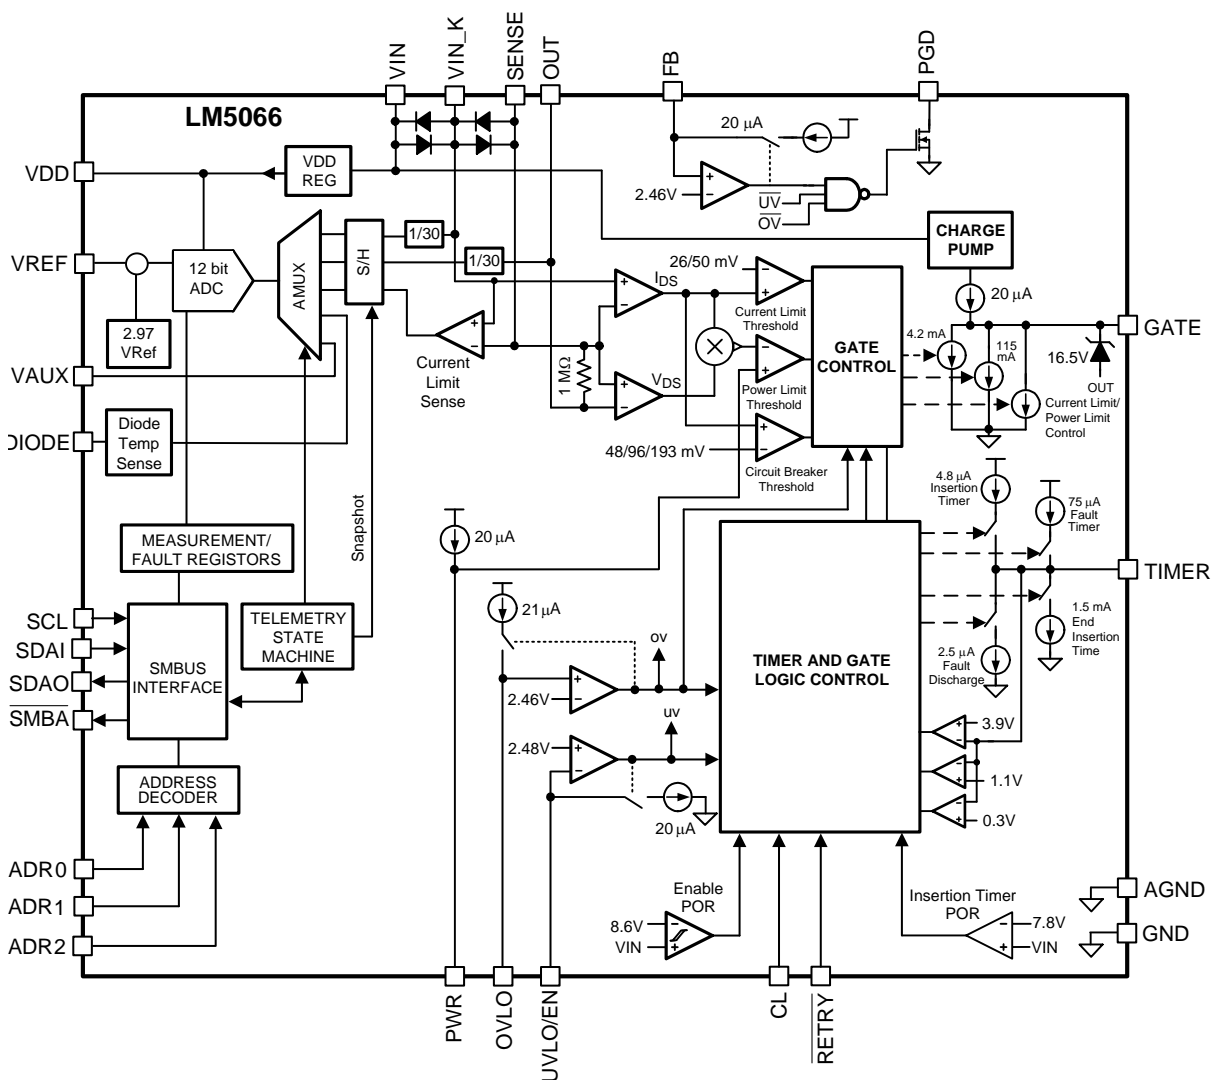 VIN
VIN_K
SENSE
OUT
FB
PGD
LM5066
VDD
VDD
REG
20 μA
2.46V
UV
OV
VREF
12 bit
ADC
AMUX
S/H
1/30
1/30
CHARGE
PUMP
20 μA
2.97
VRef
26/50 mV
IDS
Current Limit
Threshold
GATE
CONTROL
4.2 mA
115
mA
16.5V
GATE
OUT
Current Limit/
Power Limit
Control
VAUX
Current
Limit
Sense
1 MΩ
VDS
Power Limit
Threshold
DIODE
Diode
Temp
Sense
48/96/193 mV
Circuit Breaker
Threshold
4.8 μA
Insertion
Timer
75 μA
Fault
Timer
Snapshot
20 μA
MEASUREMENT/
FAULT REGISTORS
TIMER
SCL
SDAI
SDAO
SMBA
SMBUS
INTERFACE
TELEMETRY
STATE
MACHINE
21 μA
ov
2.46V
TIMER AND GATE
LOGIC CONTROL
1.5 mA
End
Insertion
Time
2.5 μA
Fault
Discharge
uv
2.48V
20 μA
3.9V
1.1V
0.3V
ADDRESS
DECODER
ADR0
ADR1
ADR2
Enable
POR
8.6V
VIN
Insertion Timer
POR
7.8V
VIN
AGND
GND
PWR
OVLO
UVLO/EN
CL
RETRY